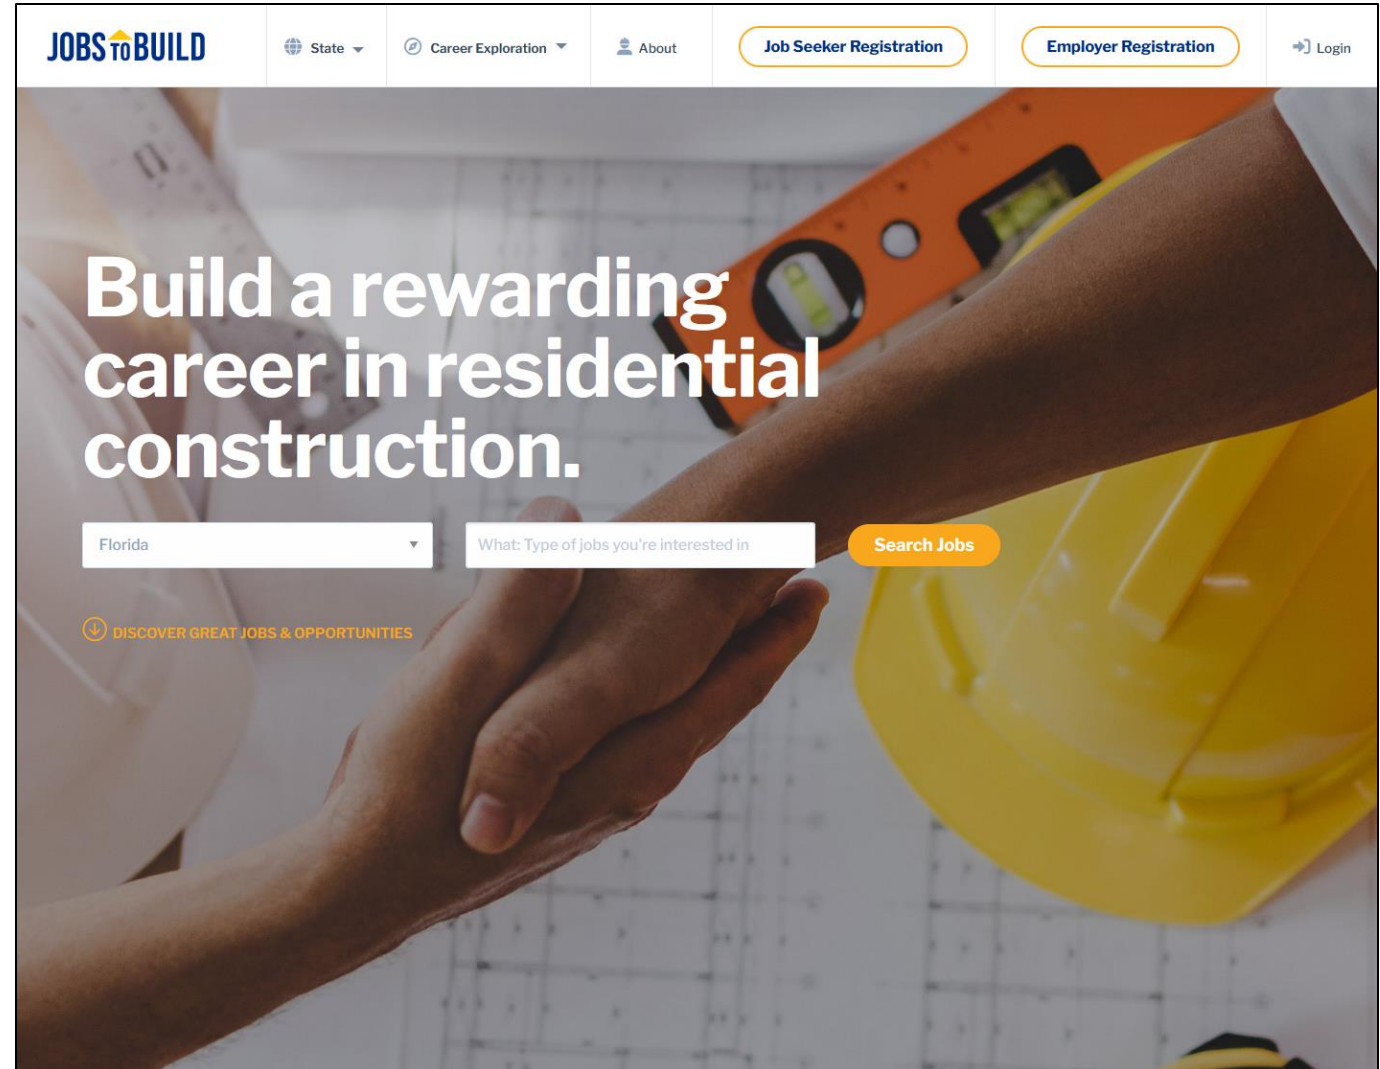 JOBS TO BUILD
State
Career Exploration
About
Job Seeker Registration
Employer Registration
Login
Build a rewarding
career in residential
construction.
Florida
What: Type of jobs you're interested in
Search Jobs
DISCOVER GREAT JOBS & OPPORTUNITIES